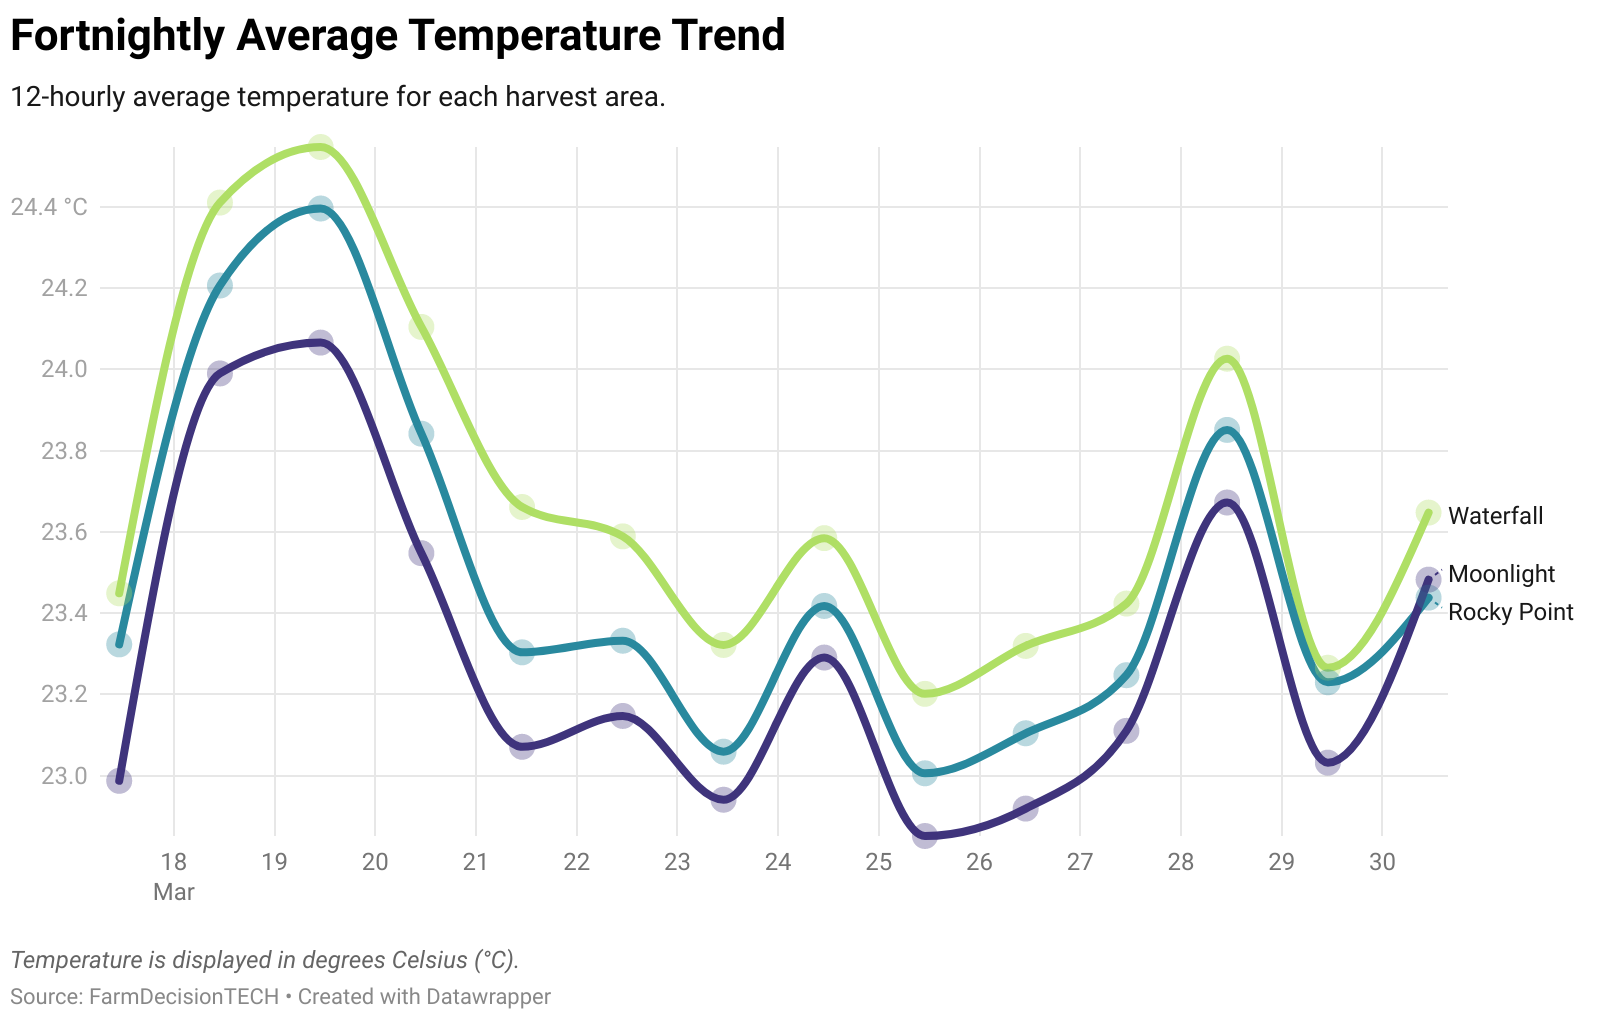 Fortnightly Average Temperature Trend
12-hourly average temperature for each harvest area.
24.4 °C
24.2
24.0
23.8
23.6
23.4
23.2
23.0
Waterfall
Moonlight
Rocky Point
18 19 20 21 22 23 24 25 26 27 28 29 30
Mar
Temperature is displayed in degrees Celsius (°C).
Source: FarmDecisionTECH • Created with Datawrapper